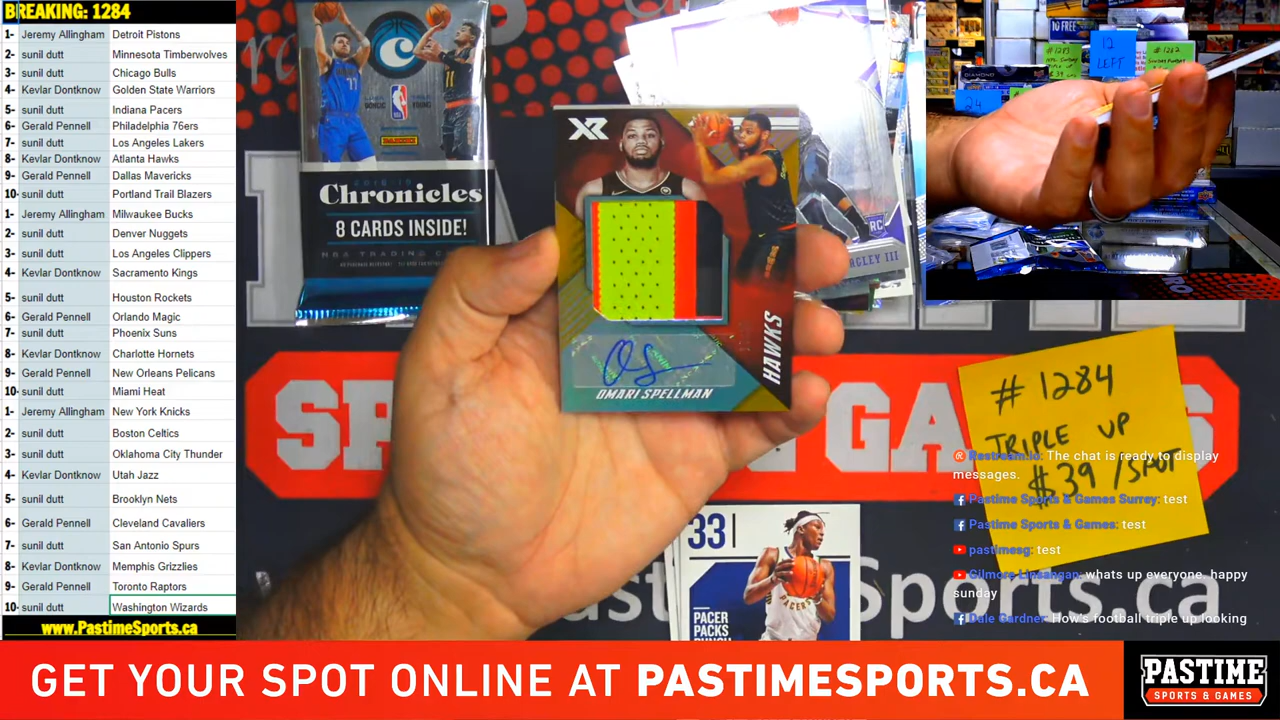 BREAKING: 1284
1- Jeremy Allingham Detroit Pistons
2- sunil dutt Minnesota Timberwolves
3- sunil dutt Chicago Bulls
4- Kevlar Dontknow Golden State Warriors
5- sunil dutt Indiana Pacers
6- Gerald Pennell Philadelphia 76ers
7- sunil dutt Los Angeles Lakers
8- Kevlar Dontknow Atlanta Hawks
9- Gerald Pennell Dallas Mavericks
10- sunil dutt Portland Trail Blazers
1- Jeremy Allingham Milwaukee Bucks
2- sunil dutt Denver Nuggets
3- sunil dutt Los Angeles Clippers
4- Kevlar Dontknow Sacramento Kings
5- sunil dutt Houston Rockets
6- Gerald Pennell Orlando Magic
7- sunil dutt Phoenix Suns
8- Kevlar Dontknow Charlotte Hornets
9- Gerald Pennell New Orleans Pelicans
10- sunil dutt Miami Heat
1- Jeremy Allingham New York Knicks
2- sunil dutt Boston Celtics
3- sunil dutt Oklahoma City Thunder
4- Kevlar Dontknow Utah Jazz
5- sunil dutt Brooklyn Nets
6- Gerald Pennell Cleveland Cavaliers
7- sunil dutt San Antonio Spurs
8- Kevlar Dontknow Memphis Grizzlies
9- Gerald Pennell Toronto Raptors
10- sunil dutt Washington Wizards
www.PastimeSports.ca
C
Chronicles
8 CARDS INSIDE!
XR
HAWKS
OMARI SPELLMAN
RC
33
PACER
PACKS
PUNCH
12
LEFT
24
# 1284
TRIPLE UP
$39 /SPOT
Restream.io: The chat is ready to display
messages.
Pastime Sports & Games Surrey: test
Pastime Sports & Games: test
pastimesg: test
Gilmore Linsangan: whats up everyone, happy
sunday
Dale Gardner: How's football triple up looking
Sports.ca
GET YOUR SPOT ONLINE AT PASTIMESPORTS.CA
PASTIME
SPORTS & GAMES